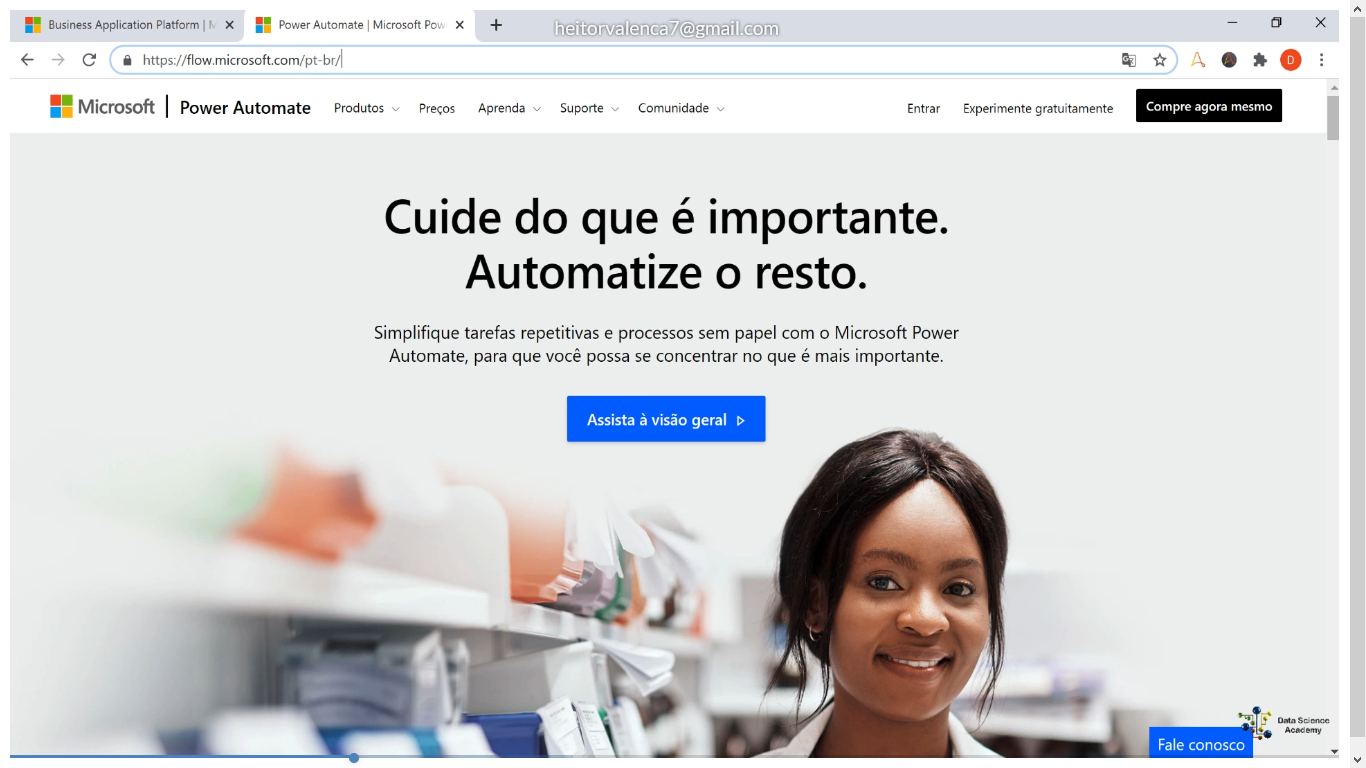 Business Application Platform | M
Power Automate | Microsoft Pow
heitorvalenca7@gmail.com
https://flow.microsoft.com/pt-br/
D
Microsoft
Power Automate
Produtos
Preços
Aprenda
Suporte
Comunidade
Entrar
Experimente gratuitamente
Compre agora mesmo
Cuide do que é importante.
Automatize o resto.
Simplifique tarefas repetitivas e processos sem papel com o Microsoft Power
Automate, para que você possa se concentrar no que é mais importante.
Assista à visão geral
Data Science
Academy
Fale conosco